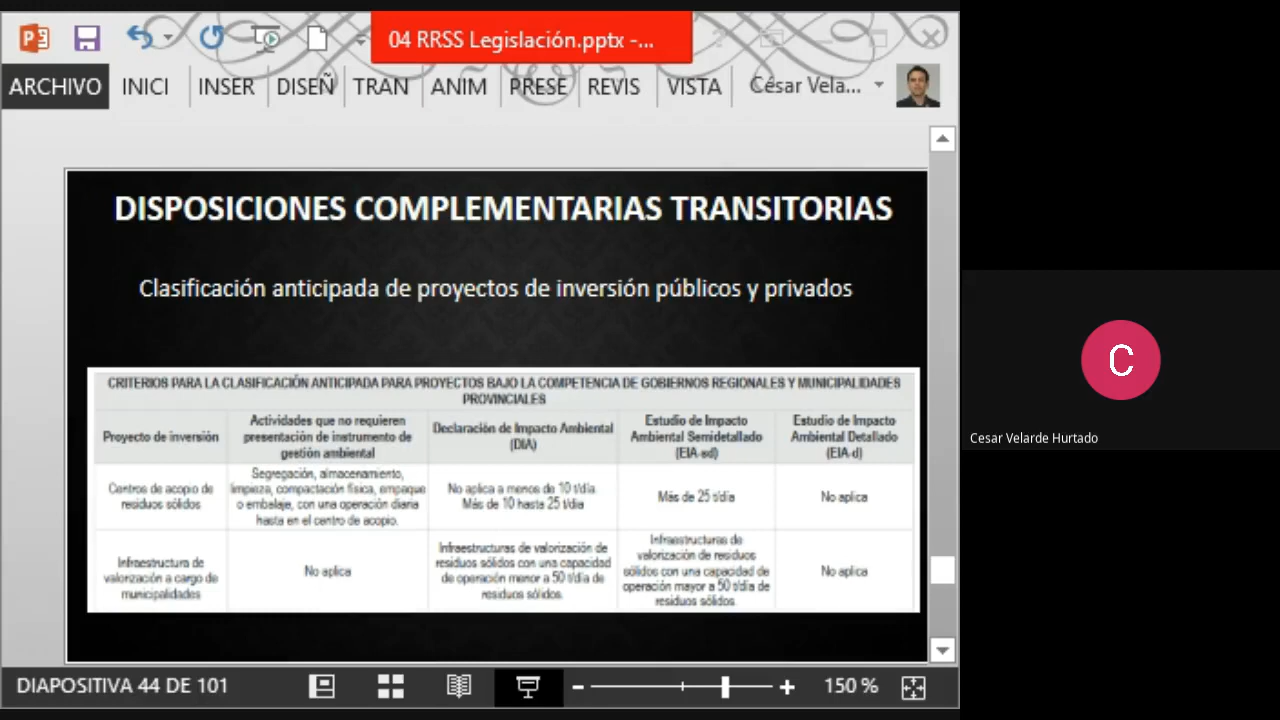 04 RRSS Legislación.pptx -...
ARCHIVO INICI INSER DISEÑ TRAN ANIM PRESE REVIS VISTA César Vela...
DISPOSICIONES COMPLEMENTARIAS TRANSITORIAS
Clasificación anticipada de proyectos de inversión públicos y privados
CRITERIOS PARA LA CLASIFICACIÓN ANTICIPADA PARA PROYECTOS BAJO LA COMPETENCIA DE GOBIERNOS REGIONALES Y MUNICIPALIDADES
PROVINCIALES
Proyecto de inversión
Actividades que no requieren
presentación de instrumento de
gestión ambiental
Declaración de Impacto Ambiental
(DIA)
Estudio de Impacto
Ambiental Semidetallado
(EIA-sd)
Estudio de Impacto
Ambiental Detallado
(EIA-d)
Centros de acopio de
residuos sólidos
Segregación, almacenamiento,
limpieza, compactación física, empaque
o embalaje, con una operación diaria
hasta en el centro de acopio.
No aplica a menos de 10 t/día
Más de 10 hasta 25 t/día
Más de 25 t/día
No aplica
Infraestructura de
valorización a cargo de
municipalidades
No aplica
Infraestructuras de valorización de
residuos sólidos con una capacidad
de operación menor a 50 t/día de
residuos sólidos.
Infraestructuras de
valorización de residuos
sólidos con una capacidad de
operación mayor a 50 t/día de
residuos sólidos.
No aplica
DIAPOSITIVA 44 DE 101
150 %
C
Cesar Velarde Hurtado